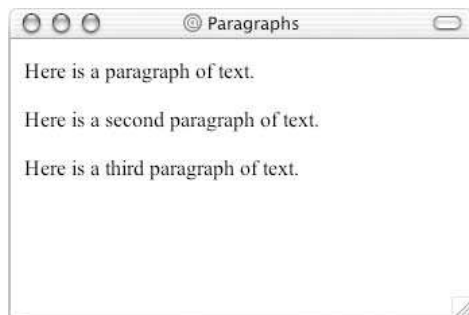 Paragraphs
Here is a paragraph of text.
Here is a second paragraph of text.
Here is a third paragraph of text.